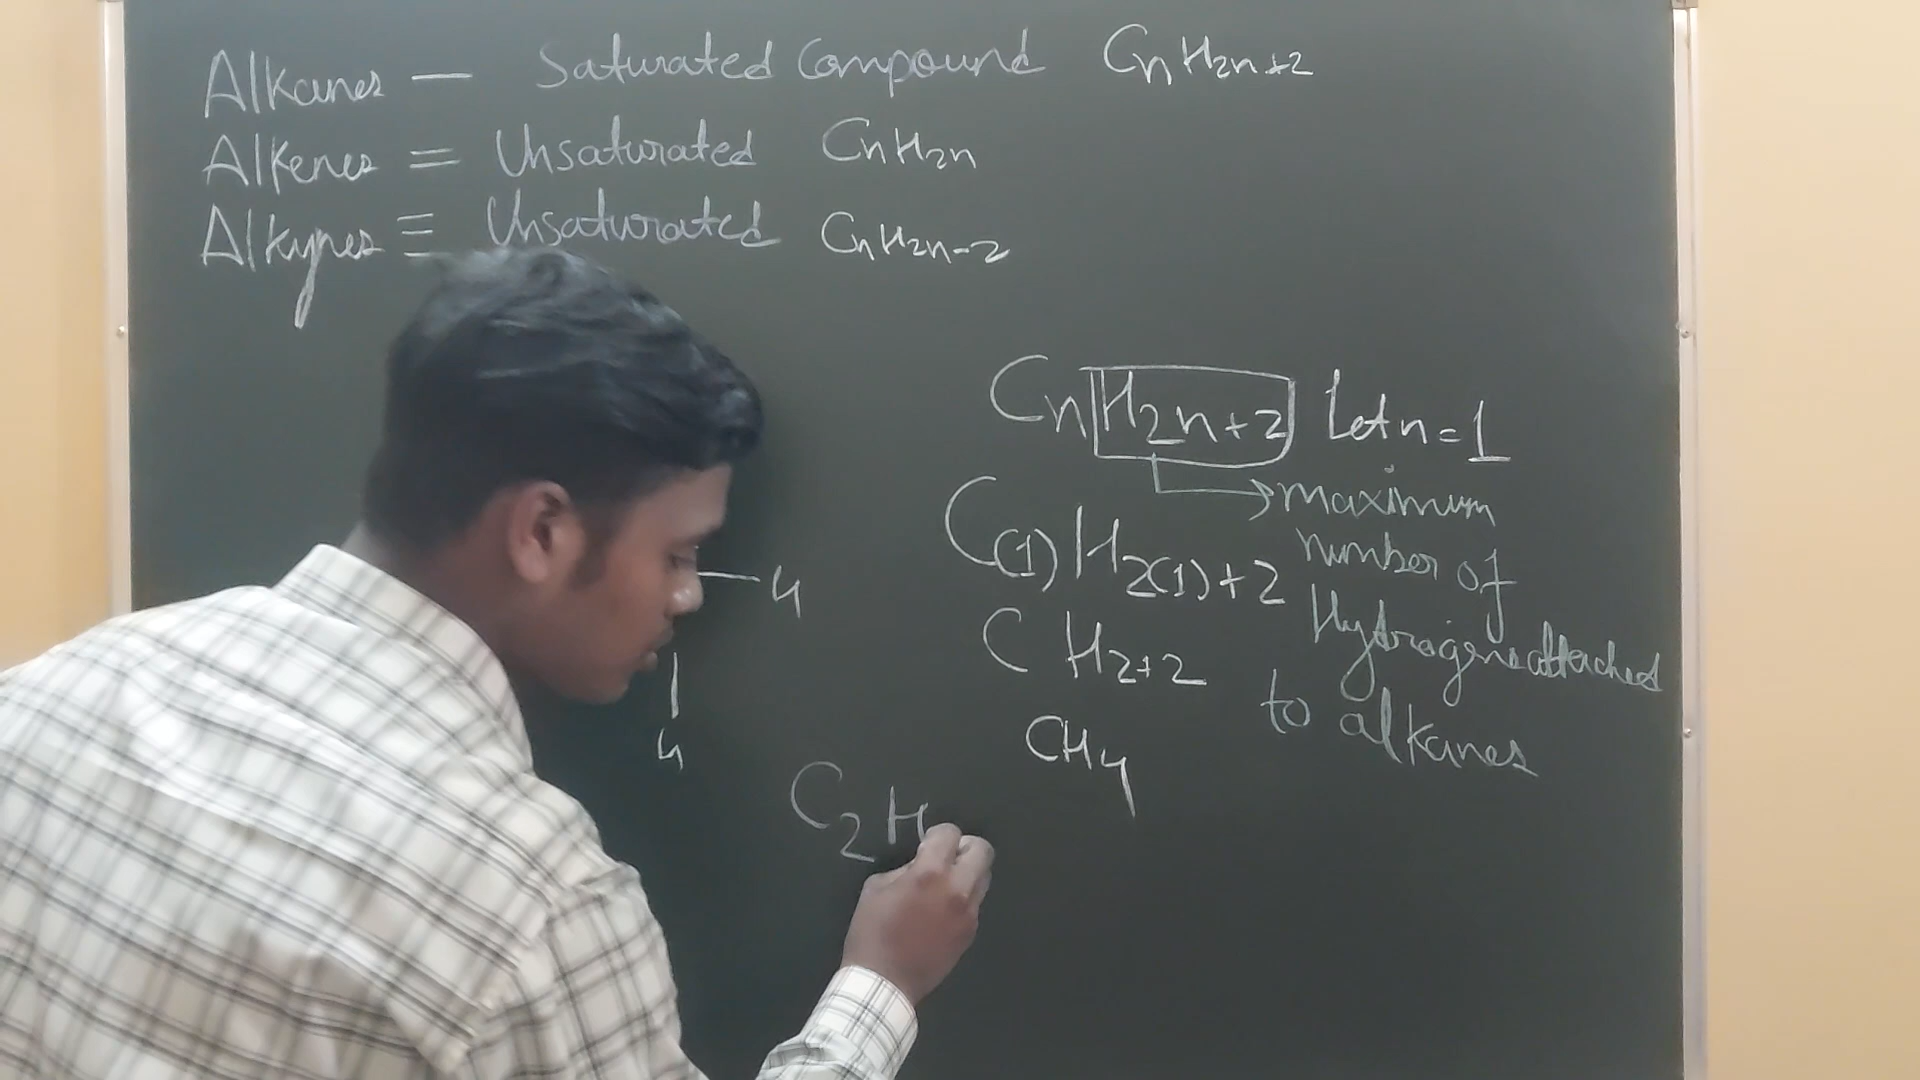 Alkanes — Saturated Compound CnH2n+2
Alkenes = Unsaturated CnH2n
Alkynes ≡ Unsaturated CnH2n-2
CnH2n+2 Let n=1
maximum
number of
Hydrogens attached
to alkanes
C(1)H2(1)+2
CH2+2
CH4
H
H
C2H